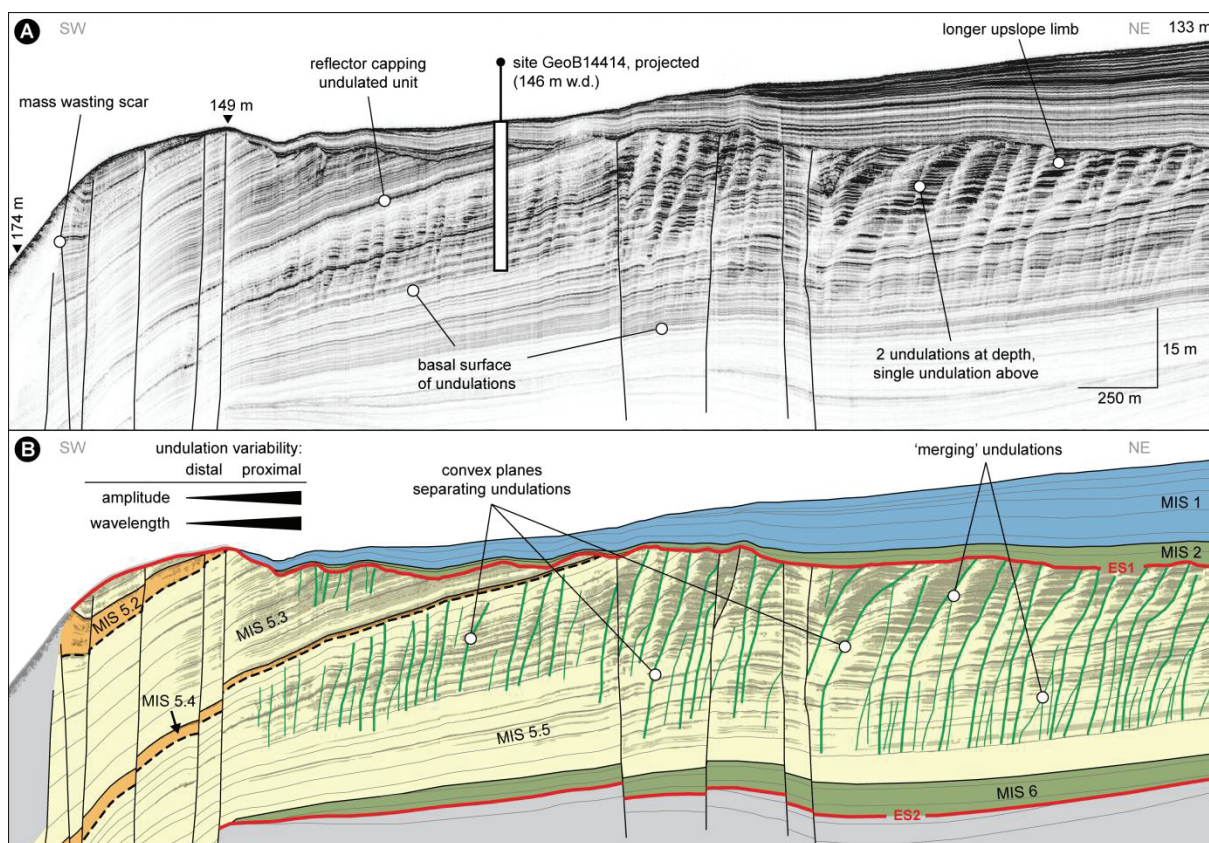 A
SW
NE
133 m
longer upslope limb
site GeoB14414, projected
(146 m w.d.)
reflector capping
undulated unit
mass wasting scar
149 m
174 m
basal surface
of undulations
2 undulations at depth,
single undulation above
15 m
250 m
B
SW
NE
undulation variability:
distal proximal
amplitude
wavelength
convex planes
separating undulations
'merging' undulations
MIS 1
MIS 2
ES1
MIS 5.2
MIS 5.3
MIS 5.4
MIS 5.5
MIS 6
ES2